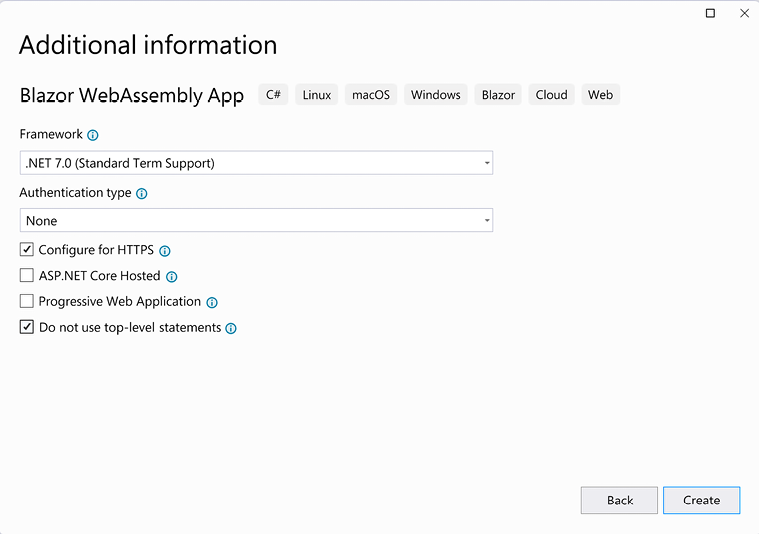 Additional information
Blazor WebAssembly App C# Linux macOS Windows Blazor Cloud Web
Framework
.NET 7.0 (Standard Term Support)
Authentication type
None
Configure for HTTPS
ASP.NET Core Hosted
Progressive Web Application
Do not use top-level statements
Back Create